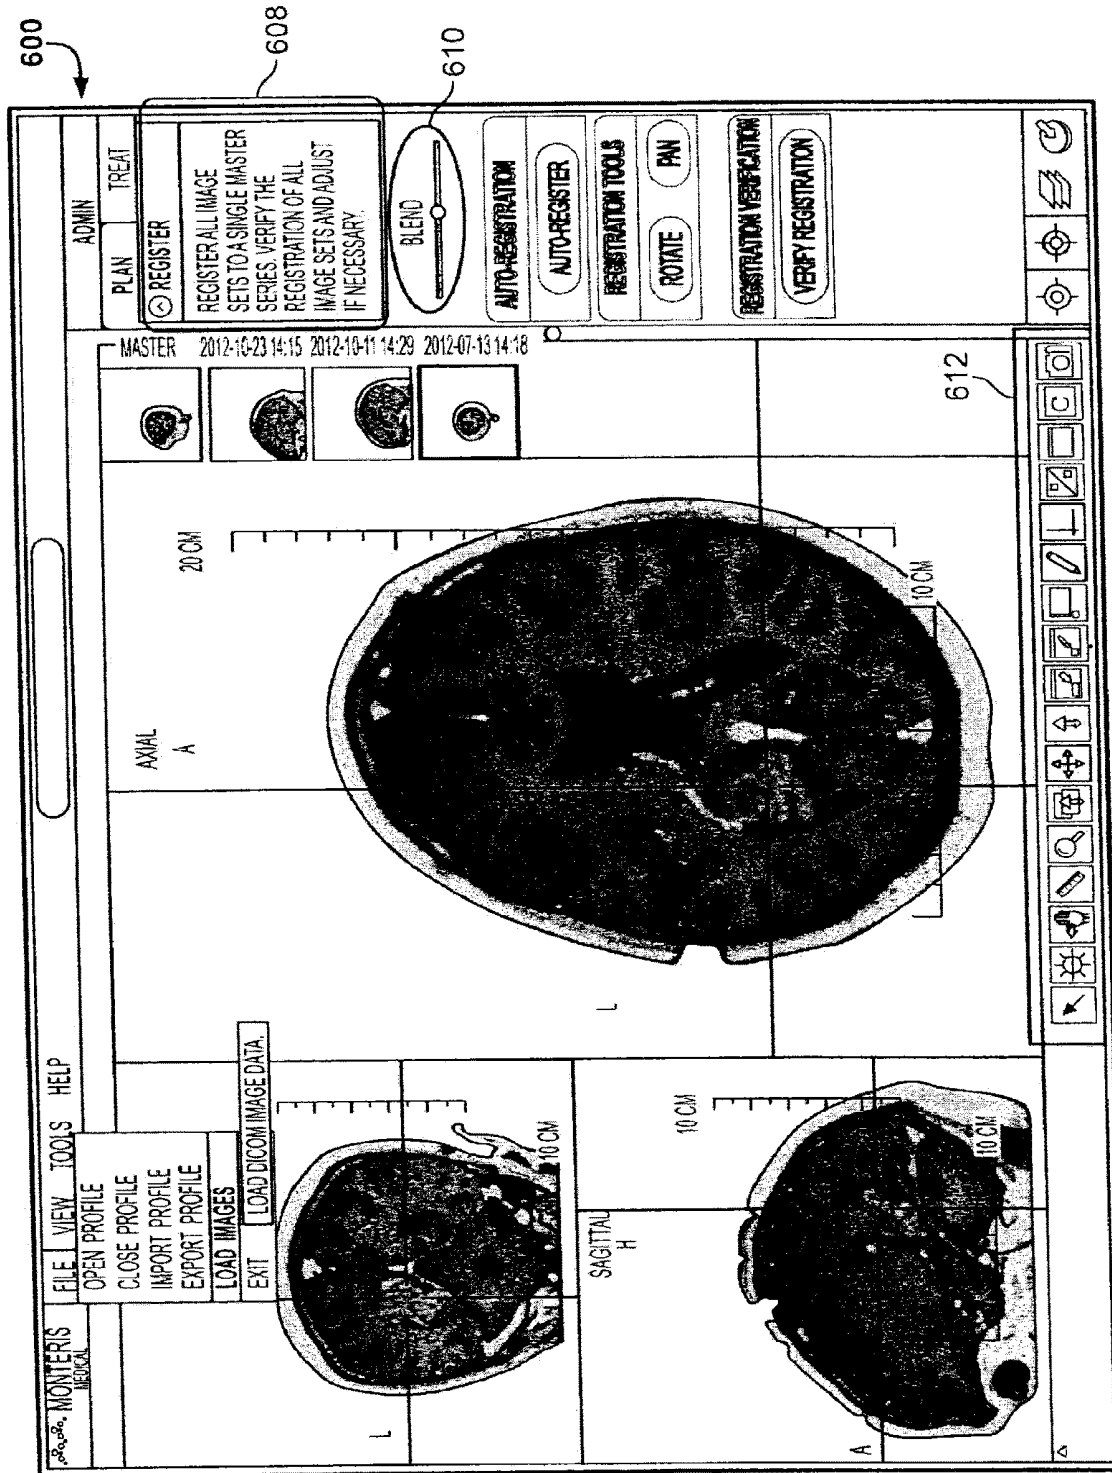 600
MONTERIS
MEDICAL
FILE VIEW TOOLS HELP
OPEN PROFILE
CLOSE PROFILE
IMPORT PROFILE
EXPORT PROFILE
LOAD IMAGES
EXIT
LOAD DICOM IMAGE DATA.
L
10 CM
SAGITTAL
H
10 CM
A
10 CM
AXIAL
A
20 CM
L
10 CM
MASTER
2012-10-23 14:15
2012-10-11 14:29
2012-07-13 14:18
ADMIN
PLAN
TREAT
REGISTER
REGISTER ALL IMAGE
SETS TO A SINGLE MASTER
SERIES. VERIFY THE
REGISTRATION OF ALL
IMAGE SETS AND ADJUST
IF NECESSARY.
608
BLEND
610
AUTO-REGISTRATION
AUTO-REGISTER
REGISTRATION TOOLS
ROTATE
PAN
REGISTRATION VERIFICATION
VERIFY REGISTRATION
612